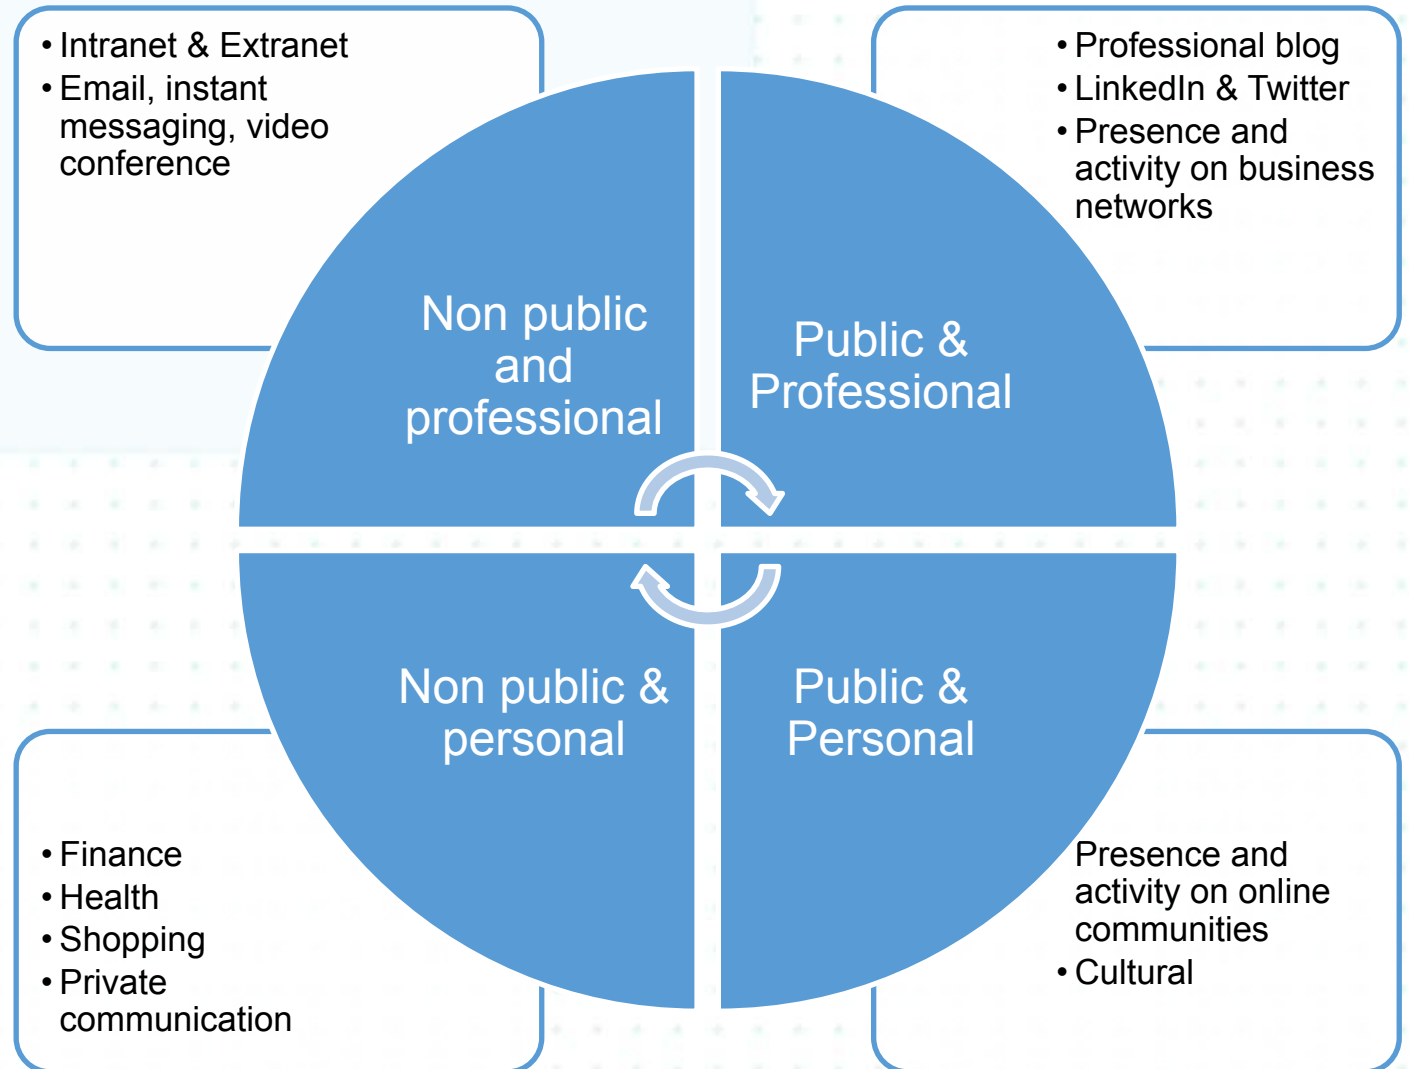 • Intranet & Extranet
• Email, instant
messaging, video
conference
• Professional blog
• LinkedIn & Twitter
• Presence and
activity on business
networks
Non public
and
professional
Public &
Professional
Non public &
personal
Public &
Personal
• Finance
• Health
• Shopping
• Private
communication
Presence and
activity on online
communities
• Cultural